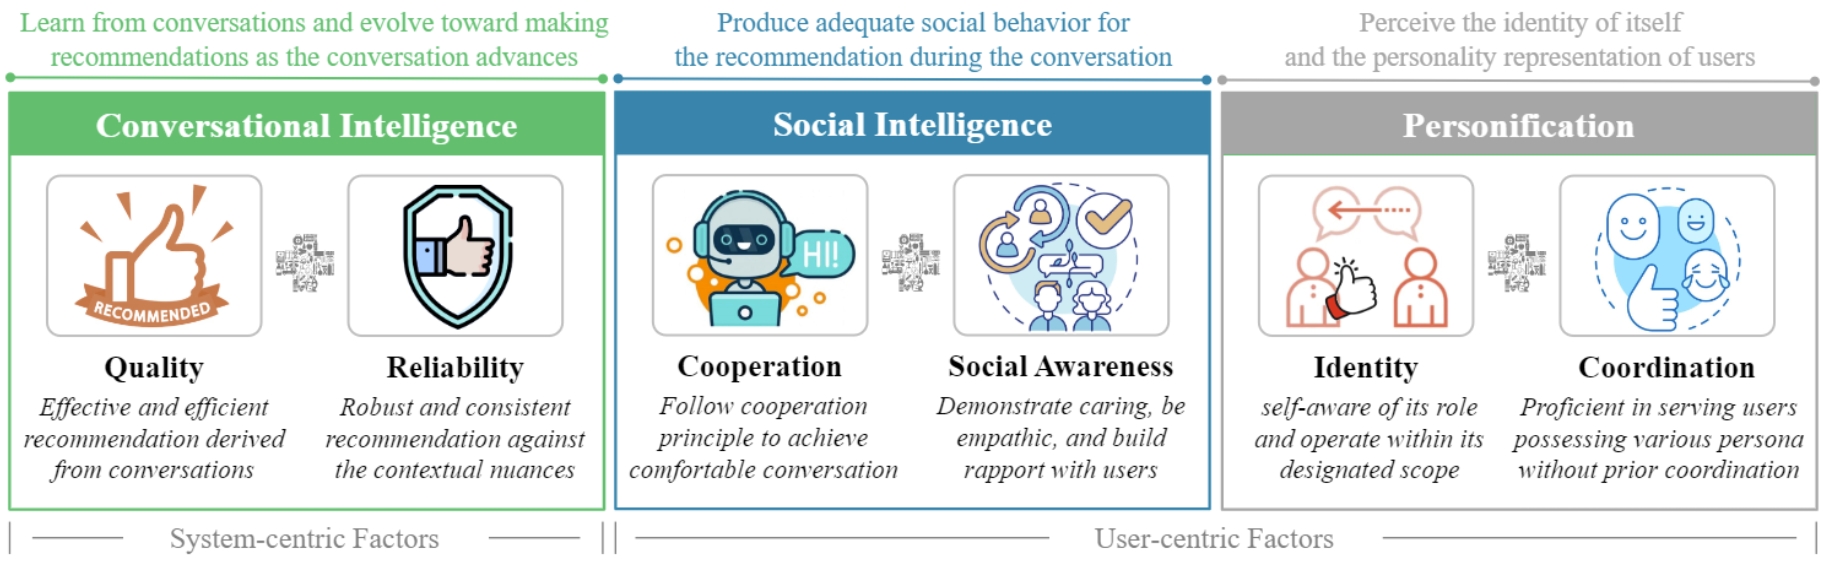 Learn from conversations and evolve toward making
recommendations as the conversation advances
Conversational Intelligence
RECOMMENDED
Quality
Effective and efficient
recommendation derived
from conversations
Reliability
Robust and consistent
recommendation against
the contextual nuances
System-centric Factors
Produce adequate social behavior for
the recommendation during the conversation
Social Intelligence
HI!
Cooperation
Follow cooperation
principle to achieve
comfortable conversation
Social Awareness
Demonstrate caring, be
empathic, and build
rapport with users
Perceive the identity of itself
and the personality representation of users
Personification
Identity
self-aware of its role
and operate within its
designated scope
Coordination
Proficient in serving users
possessing various persona
without prior coordination
User-centric Factors